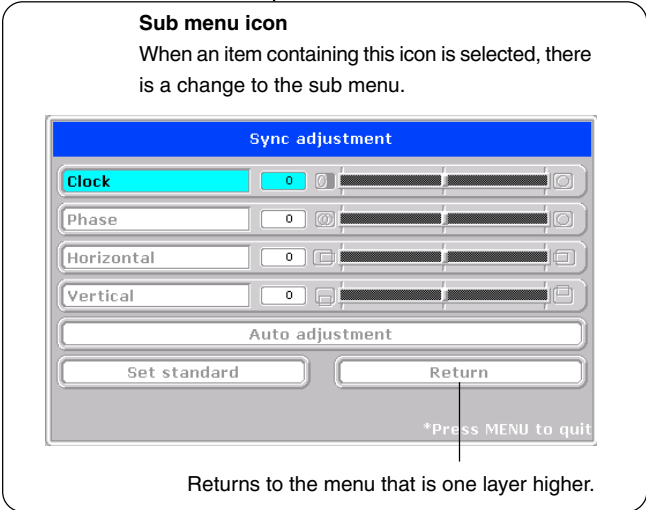 Sub menu icon
When an item containing this icon is selected, there
is a change to the sub menu.
Sync adjustment
Clock 0
Phase 0
Horizontal 0
Vertical 0
Auto adjustment
Set standard Return
*Press MENU to quit
Returns to the menu that is one layer higher.